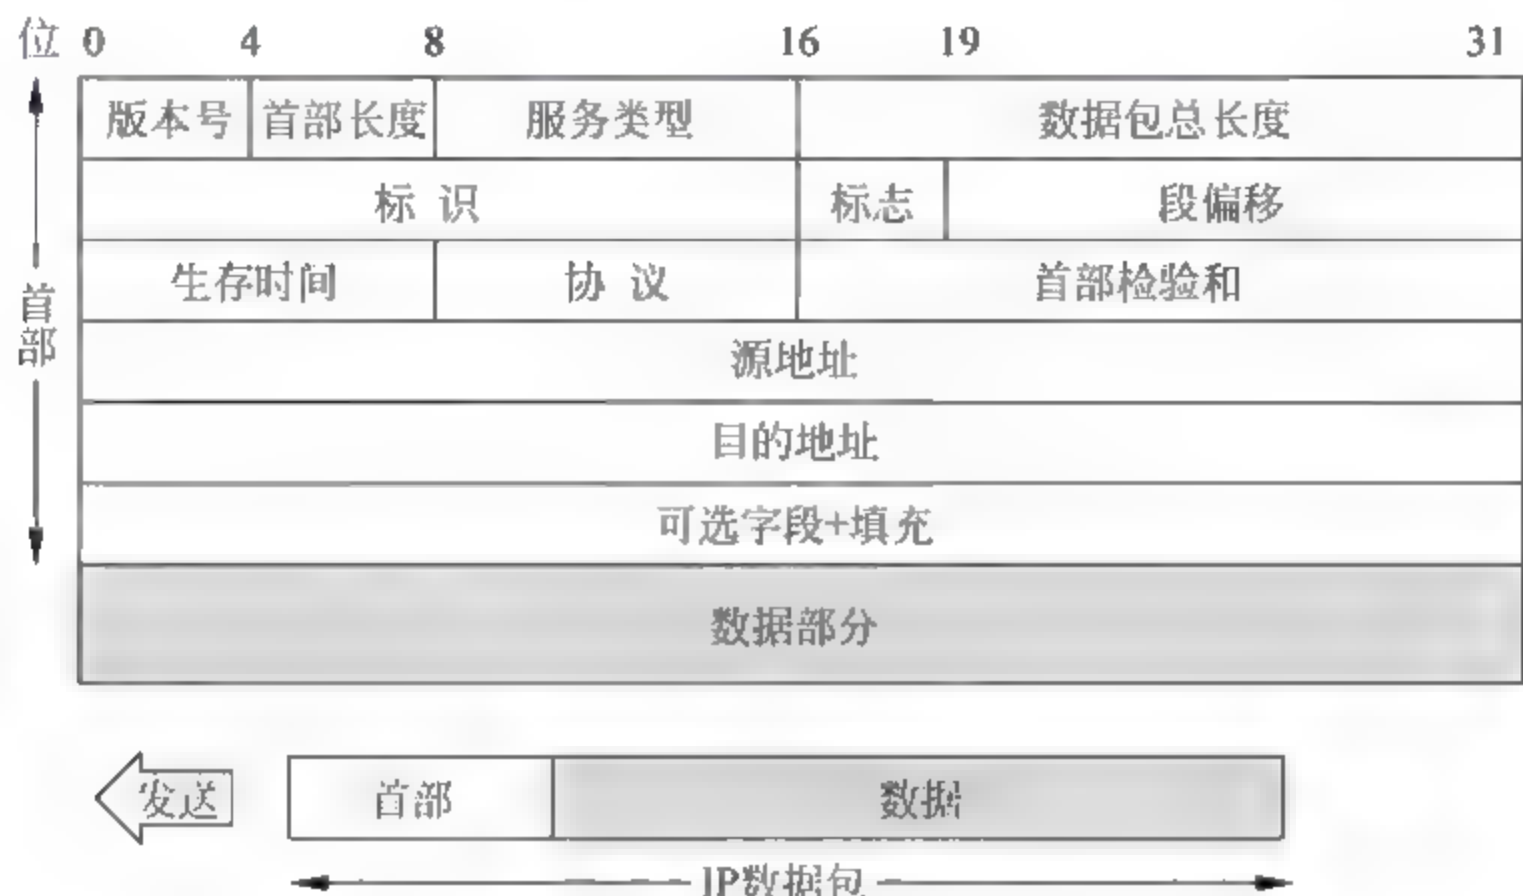 位 0 4 8 16 19 31
版本号 首部长度 服务类型 数据包总长度
标 识 标志 段偏移
生存时间 协 议 首部检验和
首部
源地址
目的地址
可选字段+填充
数据部分
发送 首部 数据
IP数据包